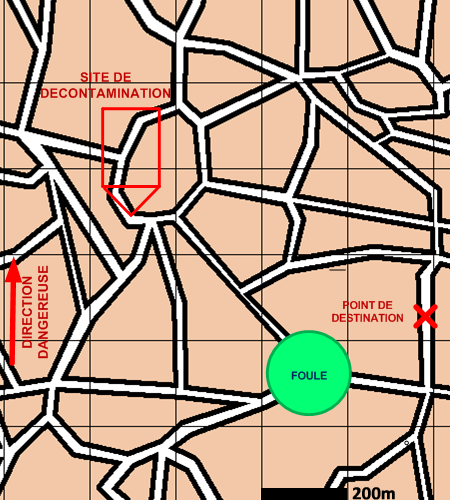 SITE DE
DECONTAMINATION
DIRECTION
DANGEREUSE
POINT DE
DESTINATION
FOULE
200m